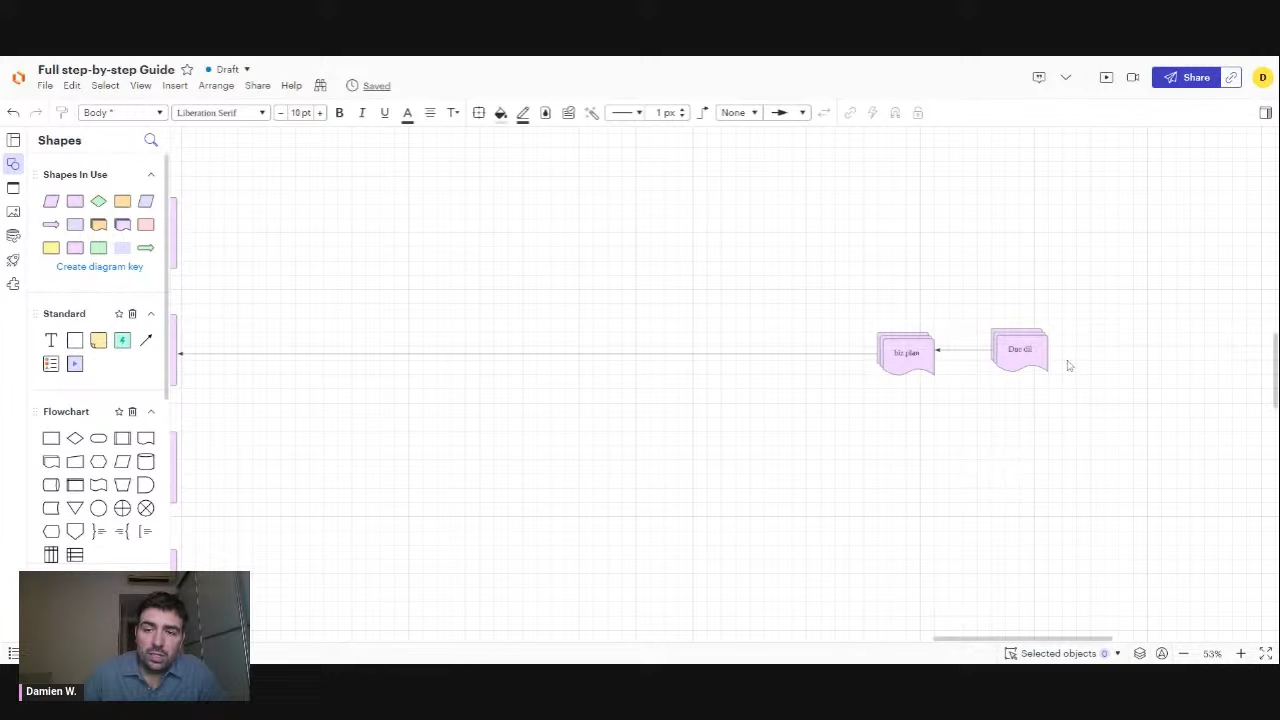 Full step-by-step Guide
Draft
File Edit Select View Insert Arrange Share Help Saved
Share
D
Body *
Liberation Serif
10 pt
B I U A T
1 px
None
Shapes
Shapes In Use
Create diagram key
Standard
T
Flowchart
biz plan
Due dil
Selected objects 0
53%
Damien W.